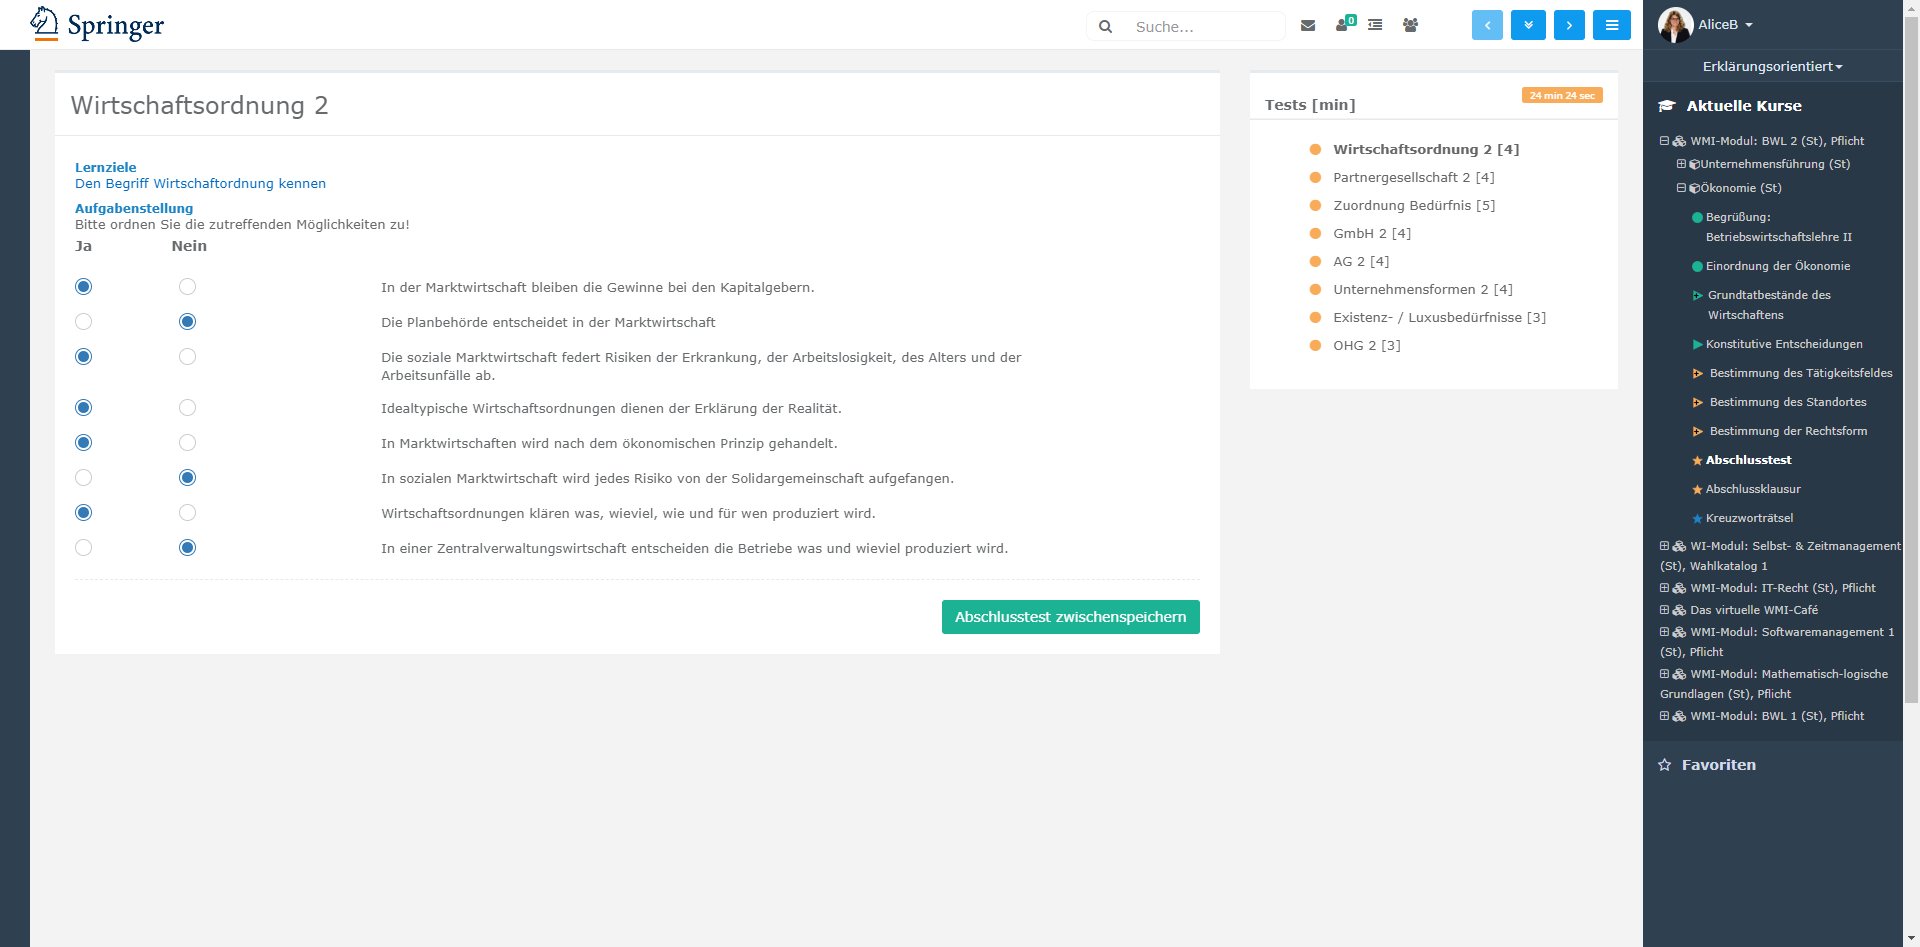 Springer
Suche...
0
AliceB
Erklärungsorientiert
Wirtschaftsordnung 2
Lernziele
Den Begriff Wirtschaftordnung kennen
Aufgabenstellung
Bitte ordnen Sie die zutreffenden Möglichkeiten zu!
Ja Nein
In der Marktwirtschaft bleiben die Gewinne bei den Kapitalgebern.
Die Planbehörde entscheidet in der Marktwirtschaft
Die soziale Marktwirtschaft federt Risiken der Erkrankung, der Arbeitslosigkeit, des Alters und der
Arbeitsunfälle ab.
Idealtypische Wirtschaftsordnungen dienen der Erklärung der Realität.
In Marktwirtschaften wird nach dem ökonomischen Prinzip gehandelt.
In sozialen Marktwirtschaft wird jedes Risiko von der Solidargemeinschaft aufgefangen.
Wirtschaftsordnungen klären was, wieviel, wie und für wen produziert wird.
In einer Zentralverwaltungswirtschaft entscheiden die Betriebe was und wieviel produziert wird.
Abschlusstest zwischenspeichern
Tests [min]
24 min 24 sec
Wirtschaftsordnung 2 [4]
Partnergesellschaft 2 [4]
Zuordnung Bedürfnis [5]
GmbH 2 [4]
AG 2 [4]
Unternehmensformen 2 [4]
Existenz- / Luxusbedürfnisse [3]
OHG 2 [3]
Aktuelle Kurse
WMI-Modul: BWL 2 (St), Pflicht
Unternehmensführung (St)
Ökonomie (St)
Begrüßung:
Betriebswirtschaftslehre II
Einordnung der Ökonomie
Grundtatbestände des
Wirtschaftens
Konstitutive Entscheidungen
Bestimmung des Tätigkeitsfeldes
Bestimmung des Standortes
Bestimmung der Rechtsform
Abschlusstest
Abschlussklausur
Kreuzworträtsel
WI-Modul: Selbst- & Zeitmanagement
(St), Wahlkatalog 1
WMI-Modul: IT-Recht (St), Pflicht
Das virtuelle WMI-Café
WMI-Modul: Softwaremanagement 1
(St), Pflicht
WMI-Modul: Mathematisch-logische
Grundlagen (St), Pflicht
WMI-Modul: BWL 1 (St), Pflicht
Favoriten